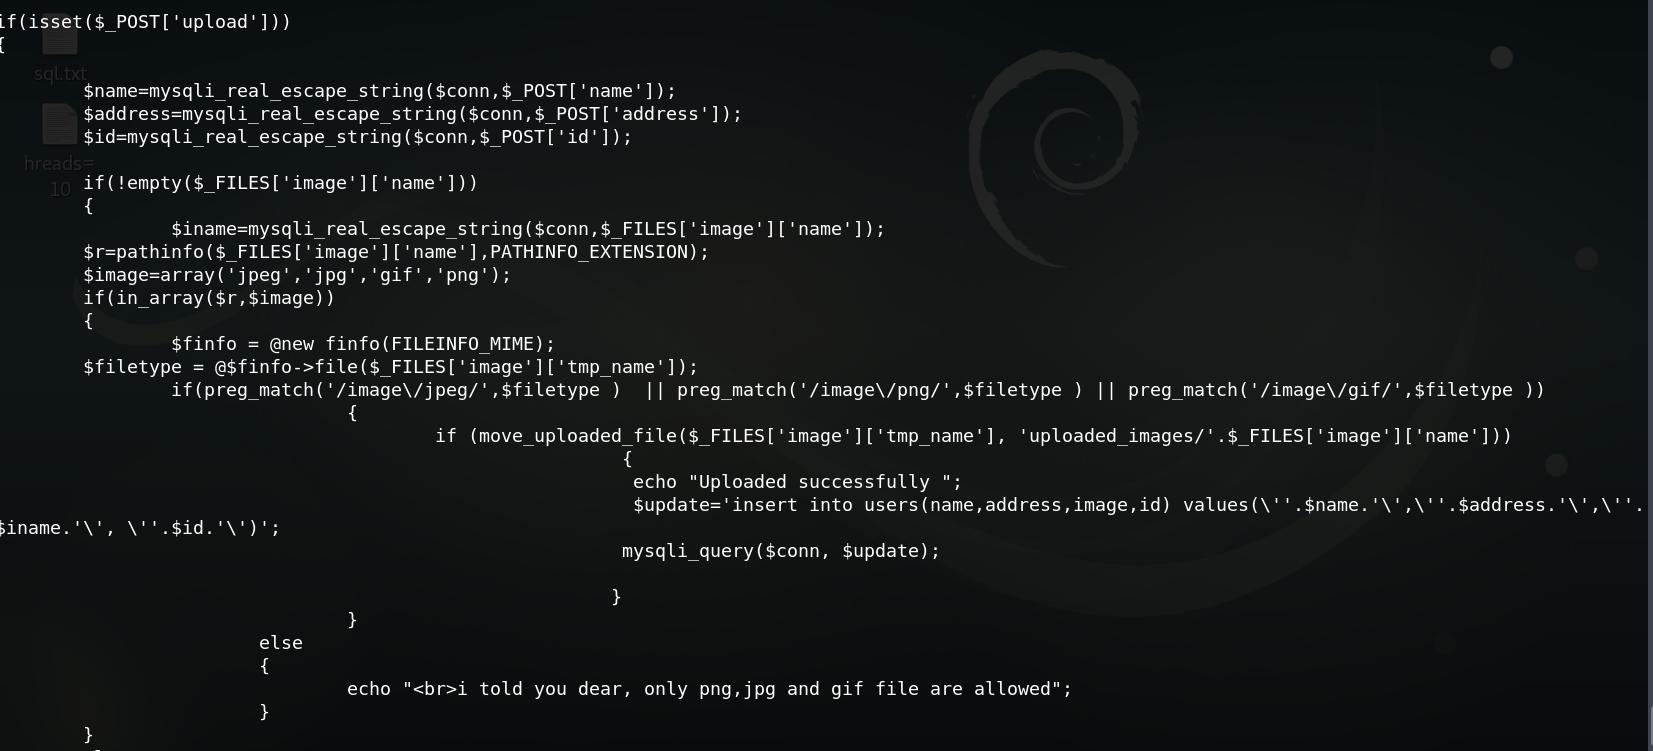 if(isset($_POST['upload']))
{
sql.txt
$name=mysqli_real_escape_string($conn,$_POST['name']);
$address=mysqli_real_escape_string($conn,$_POST['address']);
$id=mysqli_real_escape_string($conn,$_POST['id']);
hreads=
10
if(!empty($_FILES['image']['name']))
{
$iname=mysqli_real_escape_string($conn,$_FILES['image']['name']);
$r=pathinfo($_FILES['image']['name'],PATHINFO_EXTENSION);
$image=array('jpeg','jpg','gif','png');
if(in_array($r,$image))
{
$finfo = @new finfo(FILEINFO_MIME);
$filetype = @$finfo->file($_FILES['image']['tmp_name']);
if(preg_match('/image\/jpeg/',$filetype )  || preg_match('/image\/png/',$filetype ) || preg_match('/image\/gif/',$filetype ))
{
if (move_uploaded_file($_FILES['image']['tmp_name'], 'uploaded_images/'.$_FILES['image']['name']))
{
echo "Uploaded successfully ";
$update='insert into users(name,address,image,id) values(\''.$name.'\',\''.$address.'\',\''.
$iname.'\', \''.$id.'\')';
mysqli_query($conn, $update);
}
}
else
{
echo "<br>i told you dear, only png,jpg and gif file are allowed";
}
}